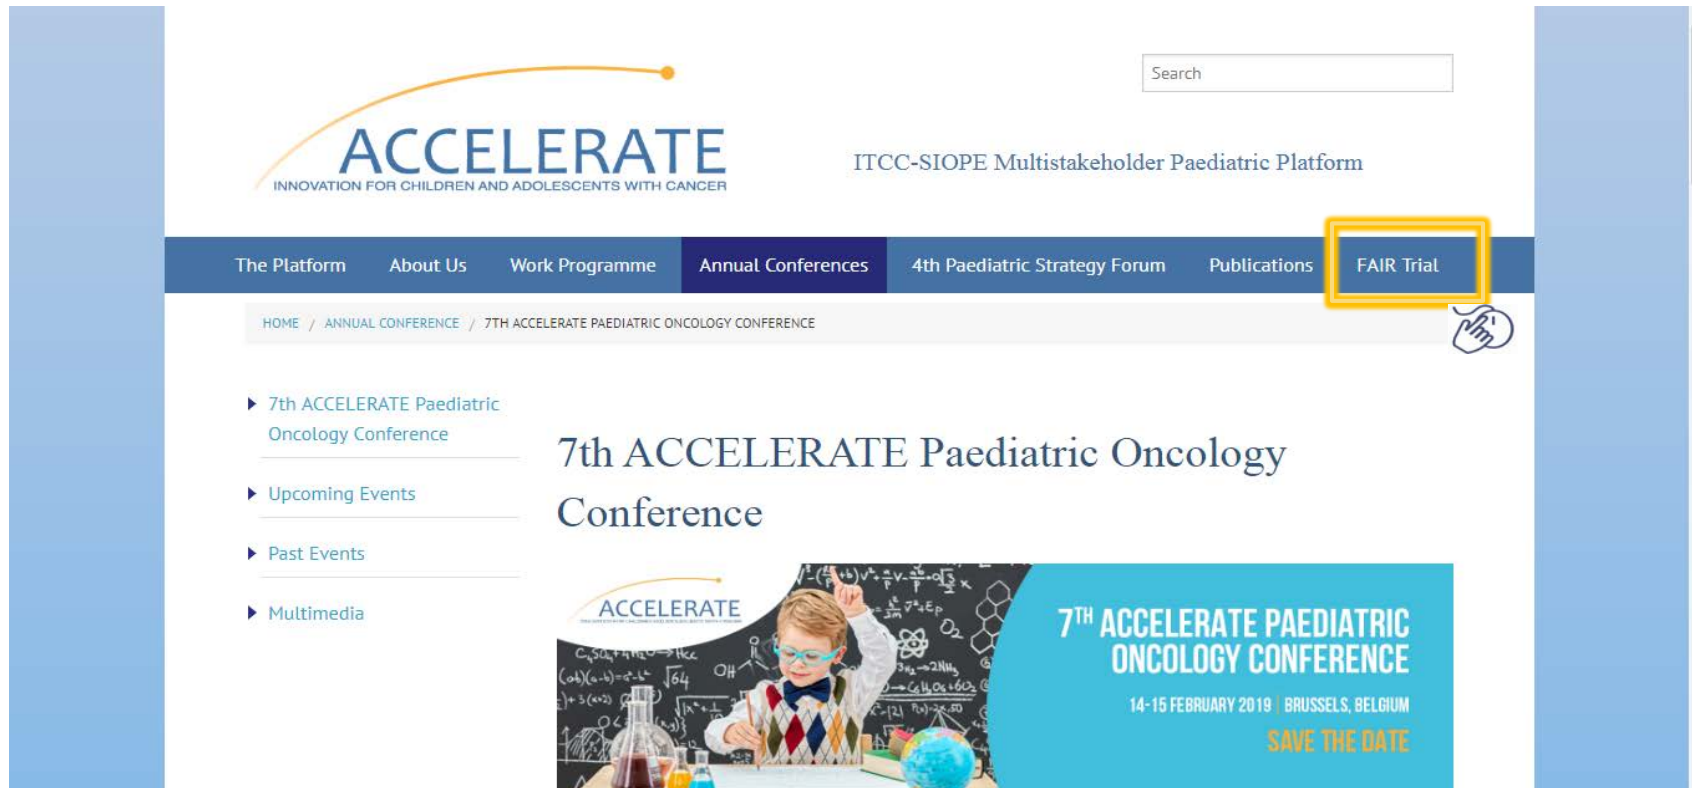 Search
ACCELERATE
INNOVATION FOR CHILDREN AND ADOLESCENTS WITH CANCER
ITCC-SIOPE Multistakeholder Paediatric Platform
The Platform About Us Work Programme Annual Conferences 4th Paediatric Strategy Forum Publications FAIR Trial
HOME / ANNUAL CONFERENCE / 7TH ACCELERATE PAEDIATRIC ONCOLOGY CONFERENCE
7th ACCELERATE Paediatric
Oncology Conference
Upcoming Events
Past Events
Multimedia
7th ACCELERATE Paediatric Oncology
Conference
ACCELERATE
7TH ACCELERATE PAEDIATRIC
ONCOLOGY CONFERENCE
14-15 FEBRUARY 2019 | BRUSSELS, BELGIUM
SAVE THE DATE